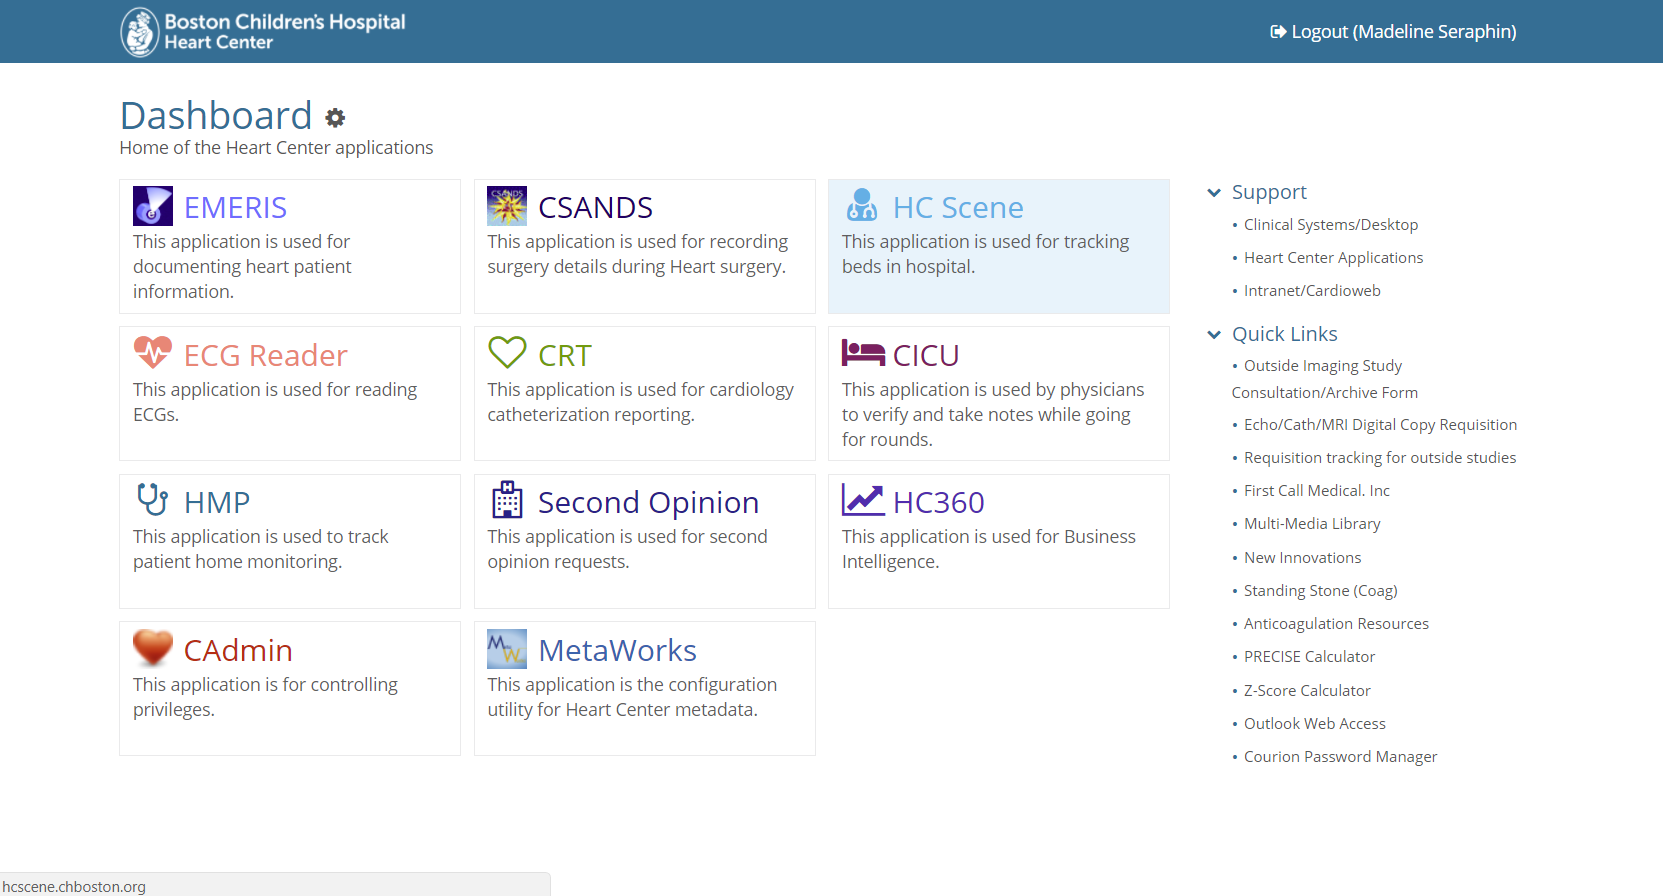 Boston Children's Hospital
Heart Center
Logout (Madeline Seraphin)
Dashboard
Home of the Heart Center applications
EMERIS
This application is used for
documenting heart patient
information.
CSANDS
CSANDS
This application is used for recording
surgery details during Heart surgery.
HC Scene
This application is used for tracking
beds in hospital.
ECG Reader
This application is used for reading
ECGs.
CRT
This application is used for cardiology
catheterization reporting.
CICU
This application is used by physicians
to verify and take notes while going
for rounds.
HMP
This application is used to track
patient home monitoring.
H
Second Opinion
This application is used for second
opinion requests.
HC360
This application is used for Business
Intelligence.
CAdmin
This application is for controlling
privileges.
M
W
MetaWorks
This application is the configuration
utility for Heart Center metadata.
Support
• Clinical Systems/Desktop
• Heart Center Applications
• Intranet/Cardioweb
Quick Links
• Outside Imaging Study
Consultation/Archive Form
• Echo/Cath/MRI Digital Copy Requisition
• Requisition tracking for outside studies
• First Call Medical. Inc
• Multi-Media Library
• New Innovations
• Standing Stone (Coag)
• Anticoagulation Resources
• PRECISE Calculator
• Z-Score Calculator
• Outlook Web Access
• Courion Password Manager
hcscene.chboston.org